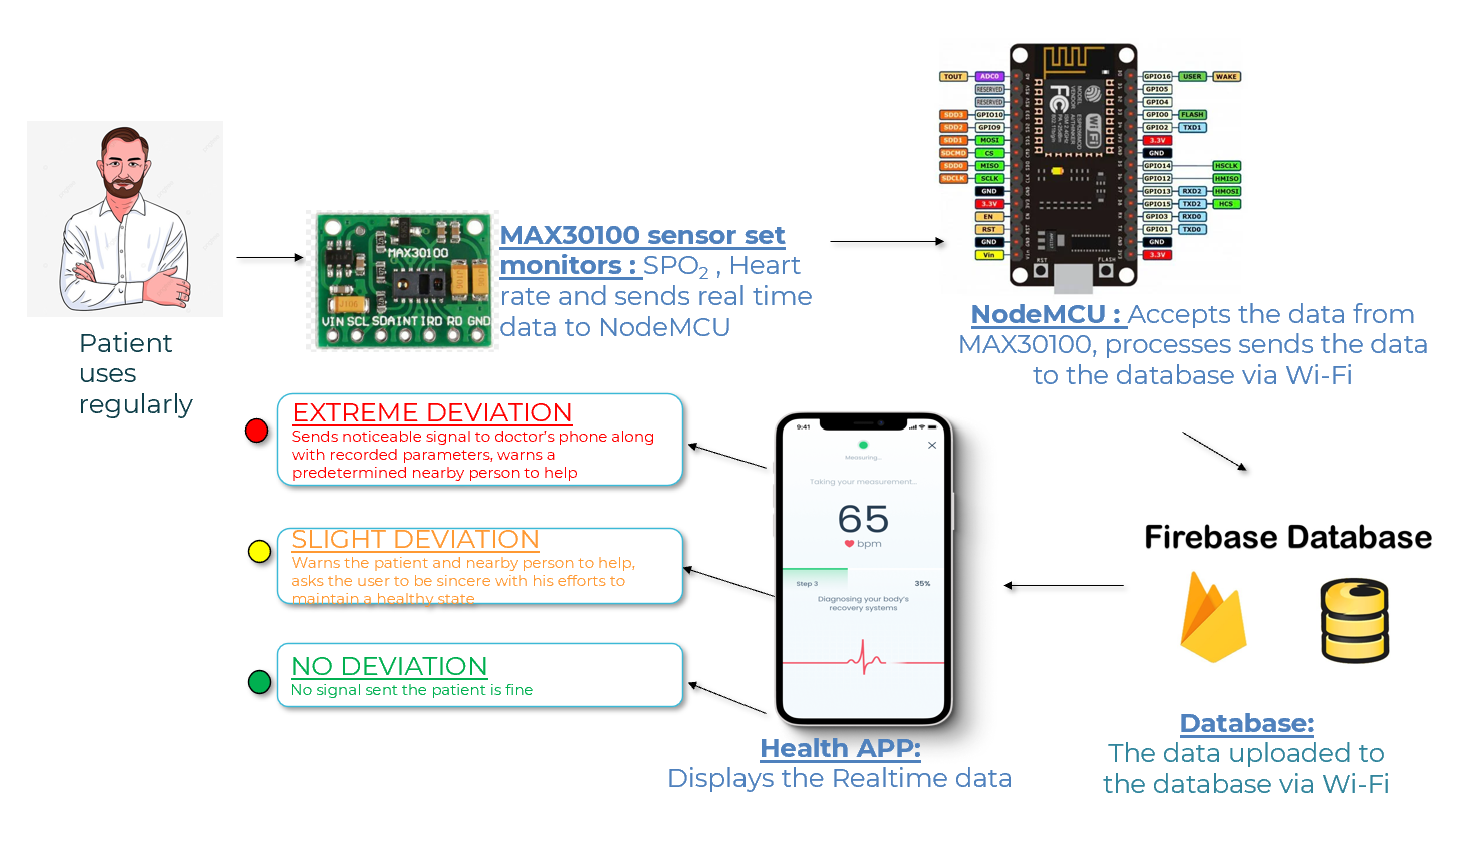 Patient
uses
regularly
MAX30100
VIN SCL SDA INT IRD RD GND
MAX30100 sensor set
monitors : SPO₂ , Heart
rate and sends real time
data to NodeMCU
TOUT ADC0
RESERVED
RESERVED
SDD3 GPIO10
SDD2 GPIO9
SDD1 MOSI
SDCMD CS
SDD0 MISO
SDCLK SCLK
GND
3.3V
EN
RST
GND
Vin
GPIO16 USER WAKE
GPIO5
GPIO4
GPIO0 FLASH
GPIO2 TXD1
3.3V
GND
GPIO14 HSCLK
GPIO12 HMISO
GPIO13 RXD2 HMOSI
GPIO15 TXD2 HCS
GPIO3 RXD0
GPIO1 TXD0
GND
3.3V
WiFi
RST FLASH
NodeMCU : Accepts the data from
MAX30100, processes sends the data
to the database via Wi-Fi
EXTREME DEVIATION
Sends noticeable signal to doctor's phone along
with recorded parameters, warns a
predetermined nearby person to help
SLIGHT DEVIATION
Warns the patient and nearby person to help,
asks the user to be sincere with his efforts to
maintain a healthy state
NO DEVIATION
No signal sent the patient is fine
9:41
Measuring...
Taking your measurement...
65
bpm
Step 3 35%
Diagnosing your body's
recovery systems
Health APP:
Displays the Realtime data
Firebase Database
Database:
The data uploaded to
the database via Wi-Fi